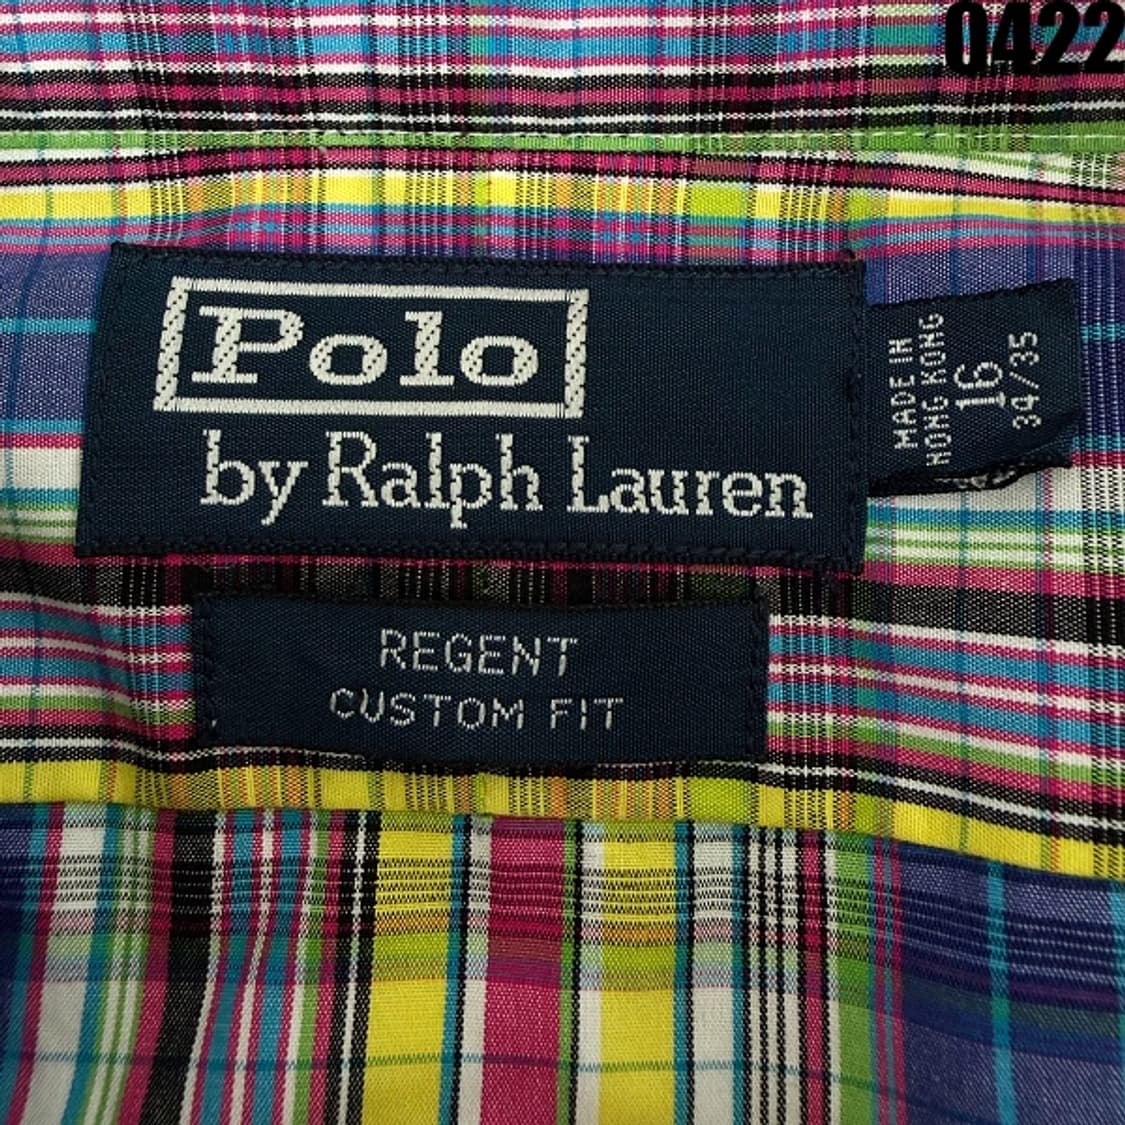 0422
Polo
by Ralph Lauren
MADE IN
HONG KONG
16
34/35
REGENT
CUSTOM FIT